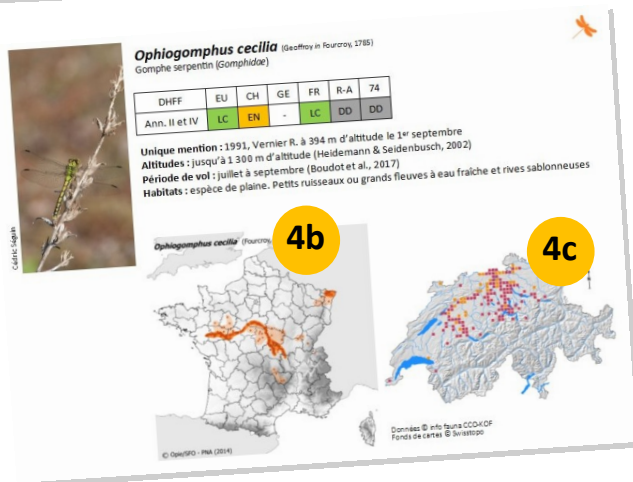 Ophiogomphus cecilia (Geoffroy in Fourcroy, 1785)
Gomphe serpentin (Gomphidae)
DHFF EU CH GE FR R-A 74
Ann. II et IV LC EN - LC DD DD
Unique mention : 1991, Vernier R. à 394 m d'altitude le 1er septembre
Altitudes : jusqu'à 1 300 m d'altitude (Heidemann & Seidenbusch, 2002)
Période de vol : juillet à septembre (Boudot et al., 2017)
Habitats : espèce de plaine. Petits ruisseaux ou grands fleuves à eau fraîche et rives sablonneuses
Cédric Séguin
Ophiogomphus cecilia (Fourcroy,
4b
4c
Données © info fauna CCO-KOF
Fonds de cartes © Swisstopo
© Opie/SFO - PNA (2014)